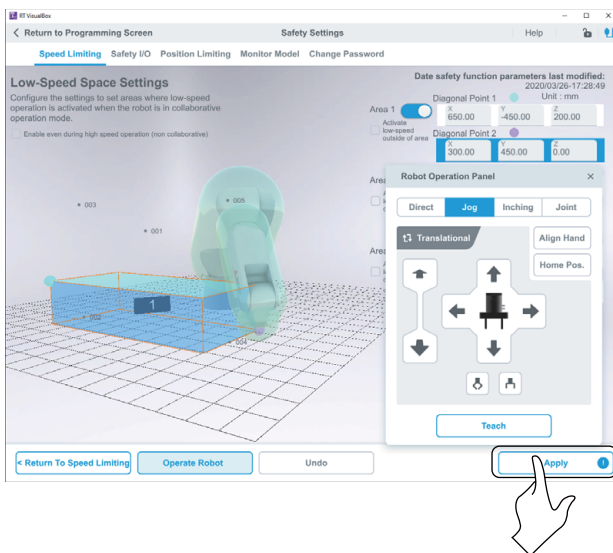 RT VisualBox
Return to Programming Screen
Safety Settings
Help
Speed Limiting Safety I/O Position Limiting Monitor Model Change Password
Low-Speed Space Settings
Configure the settings to set areas where low-speed
operation is activated when the robot is in collaborative
operation mode.
Enable even during high speed operation (non collaborative)
Date safety function parameters last modified:
2020/03/26-17:28:49
Unit : mm
Area 1
Diagonal Point 1
X 650.00 Y -450.00 Z 200.00
Activate
low-speed
outside of area
Diagonal Point 2
X 300.00 Y 450.00 Z 0.00
Robot Operation Panel
Direct Jog Inching Joint
Translational
Align Hand
Home Pos.
Teach
003
009
001
1
002
004
< Return To Speed Limiting
Operate Robot
Undo
Apply